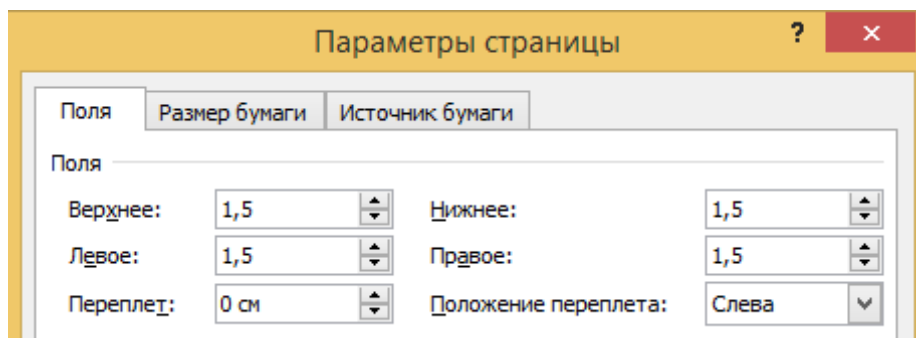 Параметры страницы ? ×
Поля Размер бумаги Источник бумаги
Поля
Верхнее: 1,5 Нижнее: 1,5
Левое: 1,5 Правое: 1,5
Переплет: 0 см Положение переплета: Слева